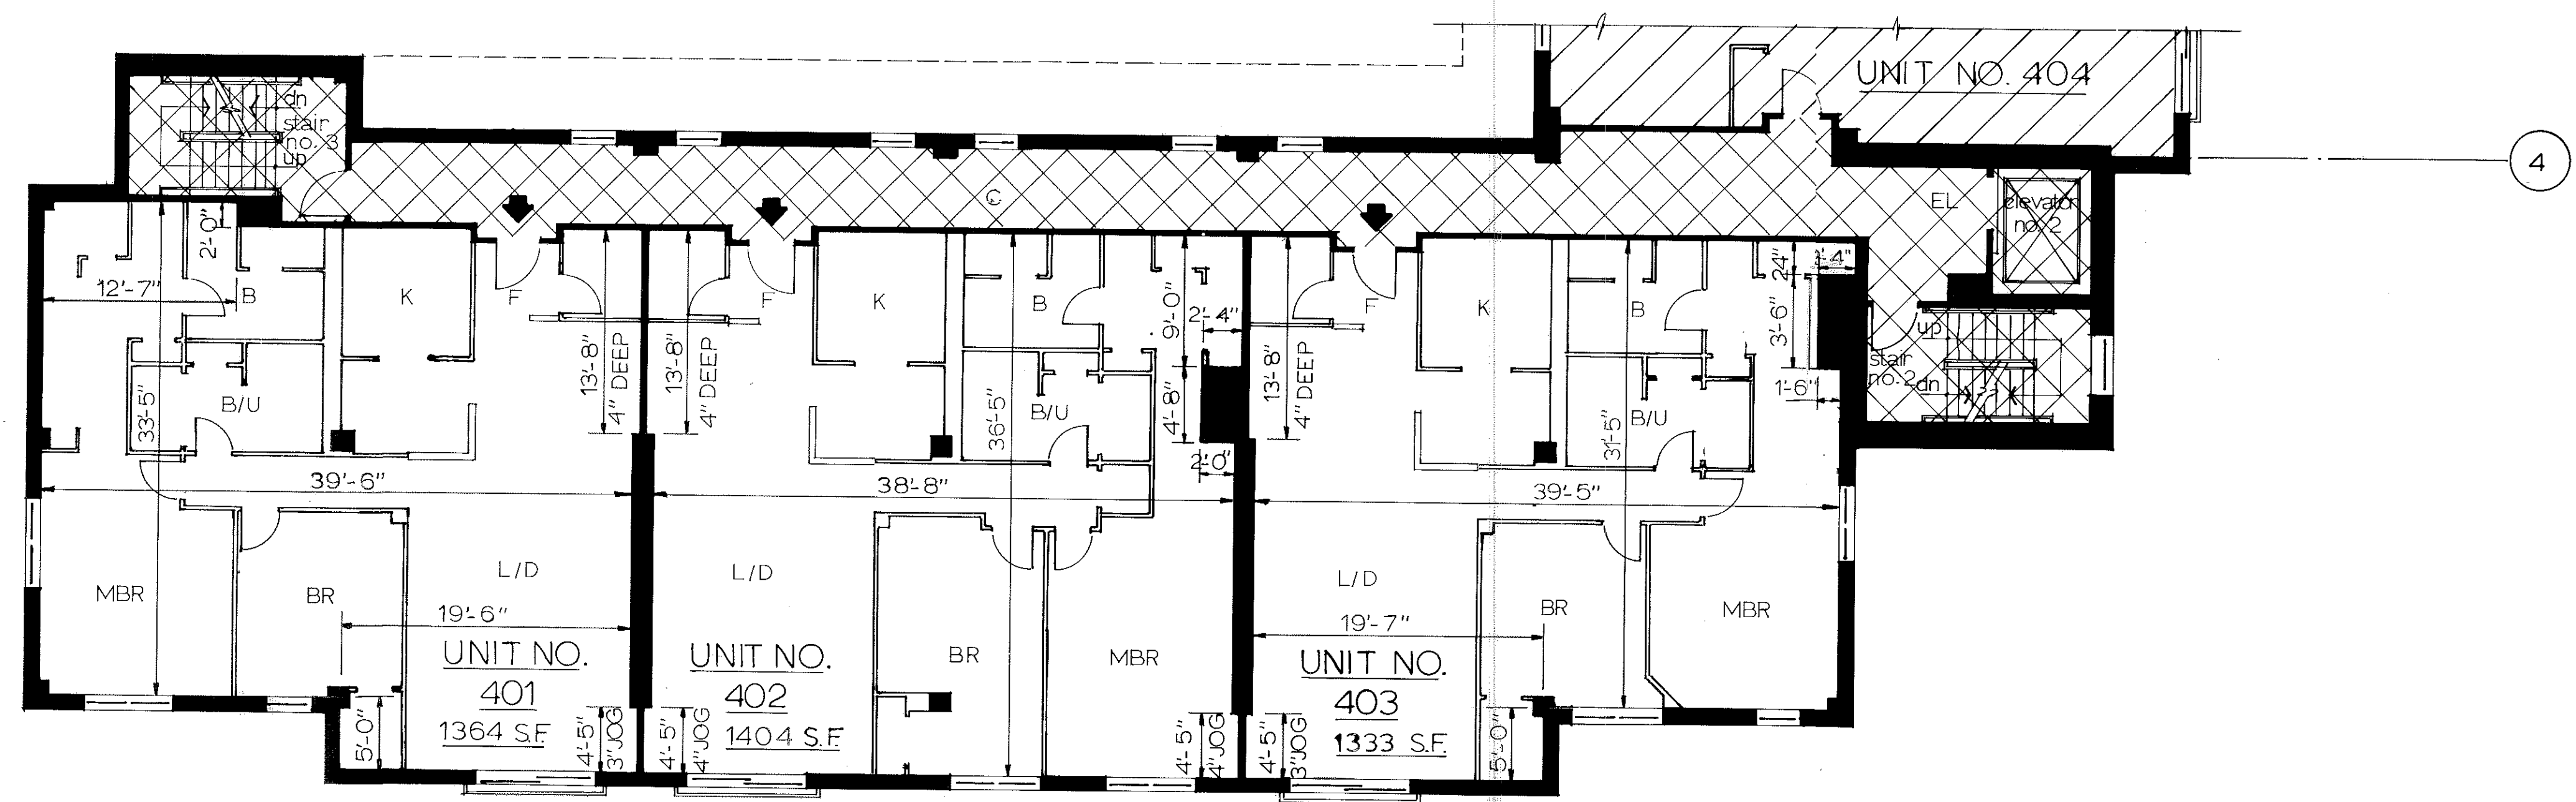 UNIT NO. 404
4
dn
stair
no. 3
up
C
EL
elevator
no. 2
up
stair
no. 2
dn
2'-0"
12'-7"
B
K
F
33'-5"
B/U
13'-8"
4" DEEP
39'-6"
MBR
BR
L/D
19'-6"
UNIT NO.
401
1364 S.F.
5'-0"
4'-5"
3" JOG
13'-8"
4" DEEP
F
K
B
36'-5"
9'-0"
2'-4"
B/U
4'-8"
2'-0"
38'-8"
L/D
BR
MBR
UNIT NO.
402
1404 S.F.
4'-5"
4" JOG
4'-5"
4" JOG
13'-8"
4" DEEP
F
K
B
24"
3'-6"
1'-6"
B/U
31'-5"
39'-5"
L/D
BR
MBR
19'-7"
UNIT NO.
403
1333 S.F.
4'-5"
3" JOG
5'-0"